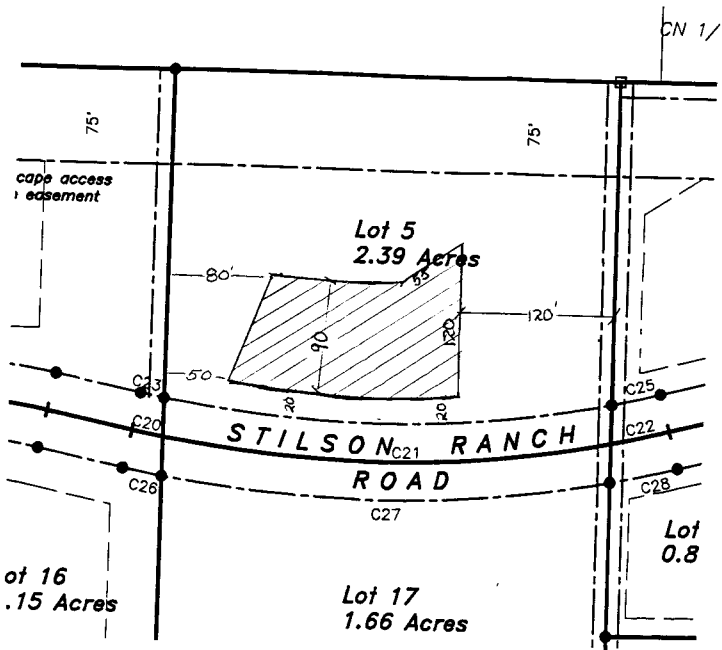 CN 1/
75'
75'
cape access
easement
Lot 5
2.39 Acres
80'
55
90
120
120'
50
20
20
C23
C25
C20
STILSON RANCH
C21
C22
ROAD
C26
C28
C27
Lot
0.8
ot 16
.15 Acres
Lot 17
1.66 Acres